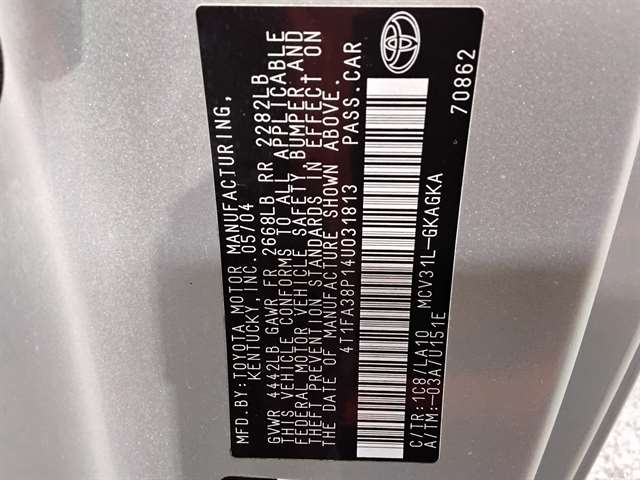 MFD.BY:TOYOTA MOTOR MANUFACTURING,
KENTUCKY, INC.05/04
GVWR 4442LB GAWR FR 2668LB RR 2282LB
THIS VEHICLE CONFORMS TO ALL APPLICABLE
FEDERAL MOTOR VEHICLE SAFETY, BUMPER,AND
THEFT PREVENTION STANDARDS IN EFFECT ON
THE DATE OF MANUFACTURE SHOWN ABOVE.
4T1FA38P14U031813 PASS.CAR
C/TR:1C8/LA10 MCV31L-GKAGKA
A/TM:-03A/U151E
70862